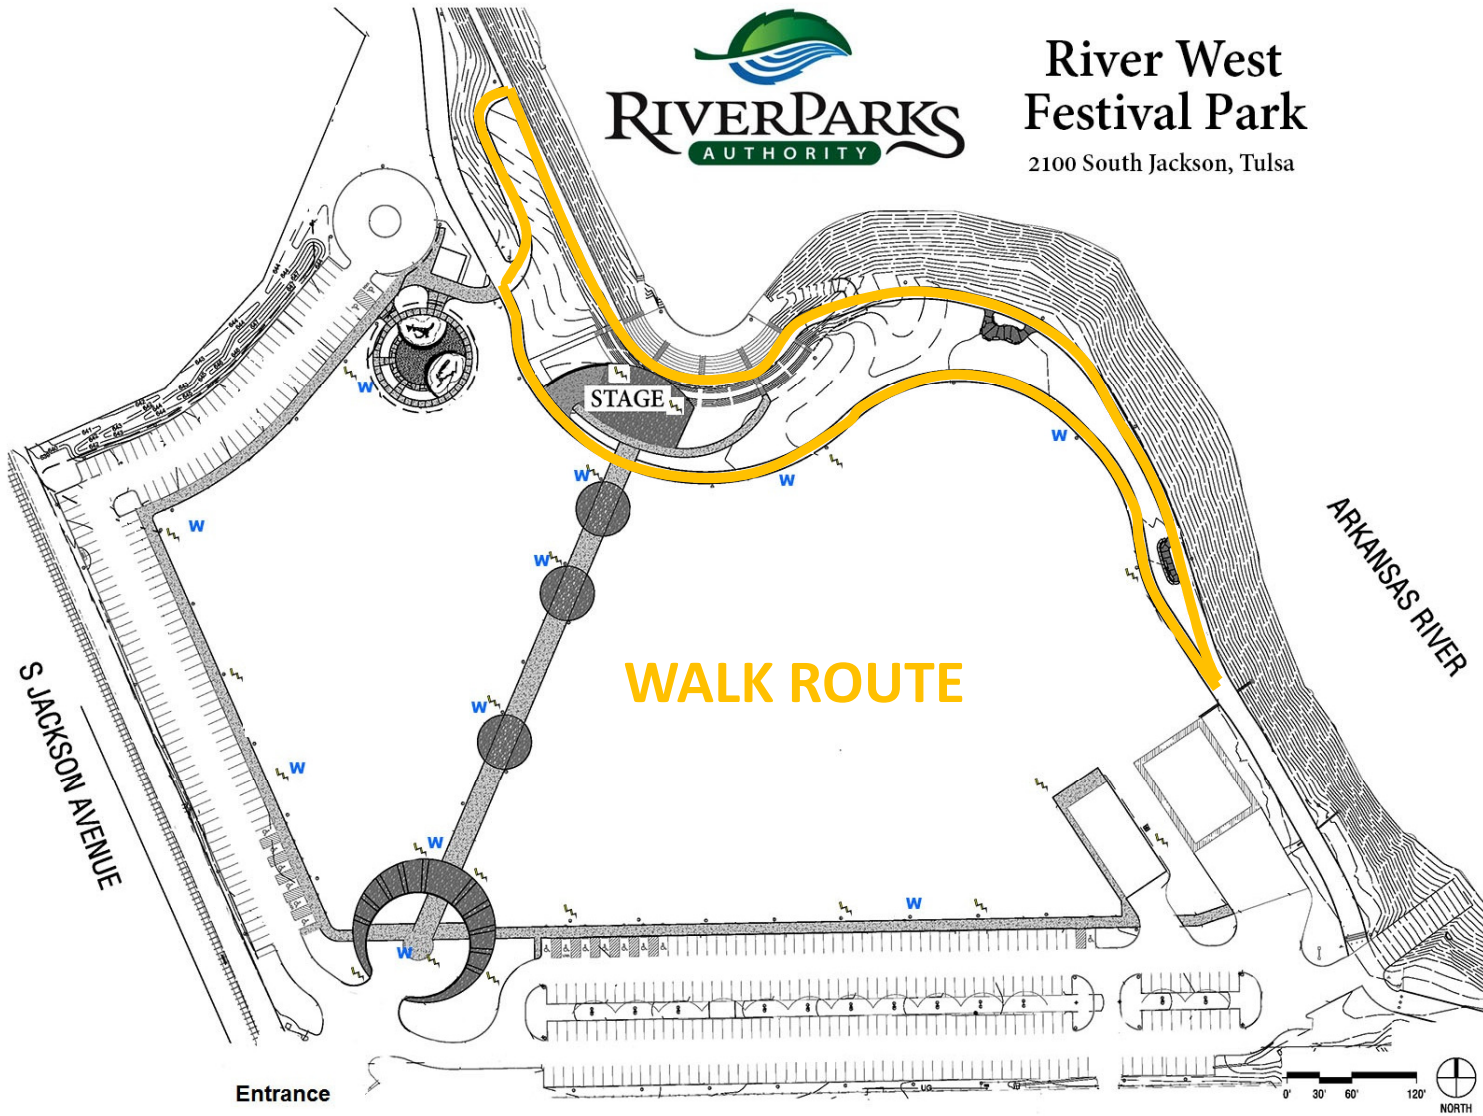 RIVERPARKS
AUTHORITY
River West
Festival Park
2100 South Jackson, Tulsa
STAGE
W
W
W
W
W
W
ARKANSAS RIVER
WALK ROUTE
S JACKSON AVENUE
W
W
W
W
W
Entrance
UG
0' 30' 60' 120'
NORTH